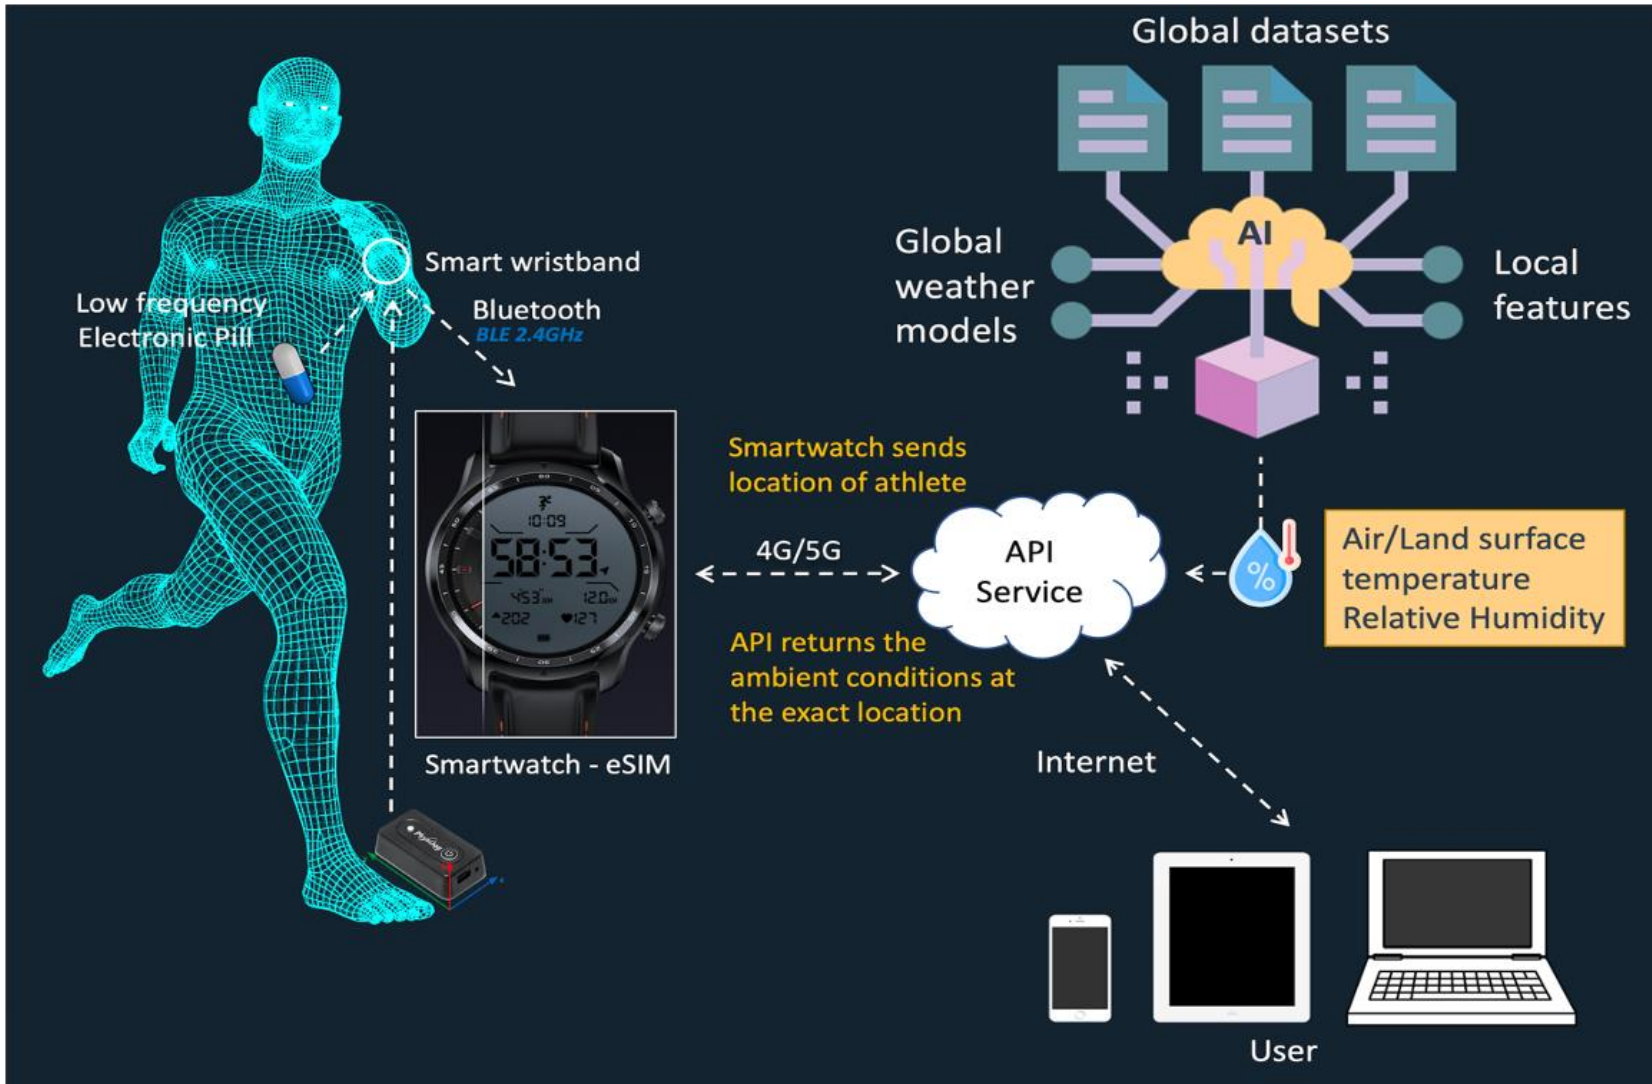 Global datasets
AI
Global
weather
models
Local
features
Smart wristband
Low frequency
Electronic Pill
Bluetooth
BLE 2.4GHz
Smartwatch sends
location of athlete
4G/5G
API
Service
%
Air/Land surface
temperature
Relative Humidity
API returns the
ambient conditions at
the exact location
10:09
58:53
12.0
202
127
Smartwatch - eSIM
Internet
User